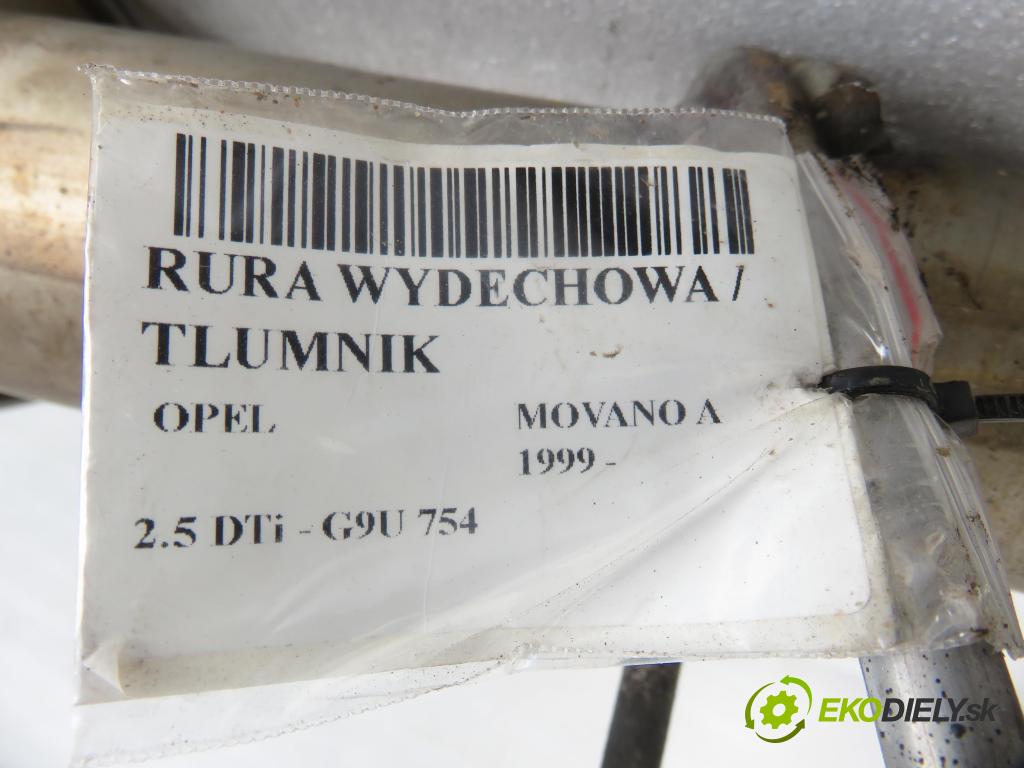 RURA WYDECHOWA /
TLUMNIK
OPEL MOVANO A
1999 -
2.5 DTi - G9U 754
EKODIELY.sk